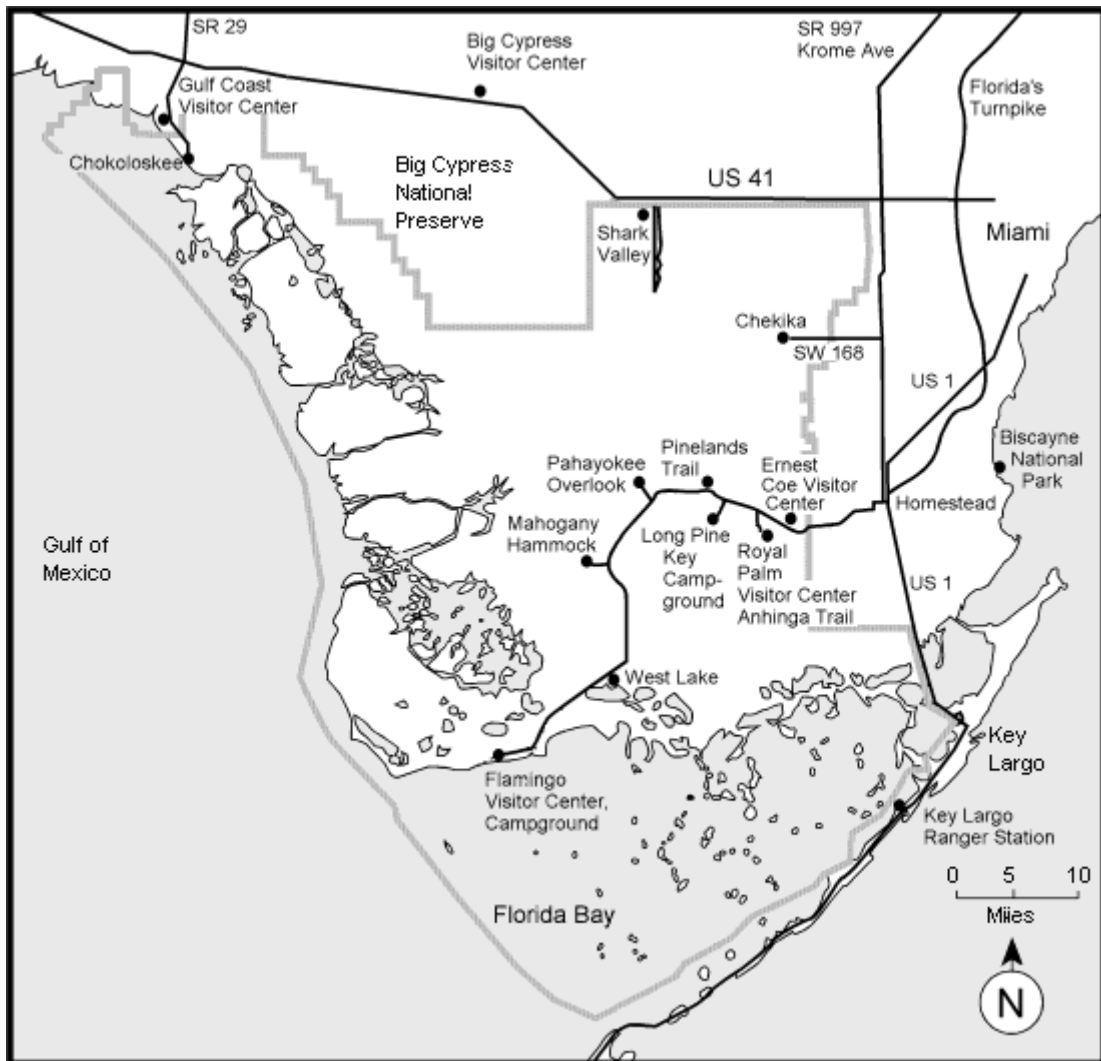 SR 29
Big Cypress
Visitor Center
SR 997
Krome Ave
Gulf Coast
Visitor Center
Florida's
Turnpike
Chokoloskee
Big Cypress
National
Preserve
US 41
Shark
Valley
Miami
Chekika
SW 168
US 1
Pahayokee
Overlook
Pinelands
Trail
Ernest
Coe Visitor
Center
Biscayne
National
Park
Homestead
Mahogany
Hammock
Long Pine
Key
Camp-
ground
Royal
Palm
Visitor Center
Anhinga Trail
Gulf of
Mexico
US 1
West Lake
Key
Largo
Flamingo
Visitor Center,
Campground
Key Largo
Ranger Station
0 5 10
Miles
Florida Bay
N